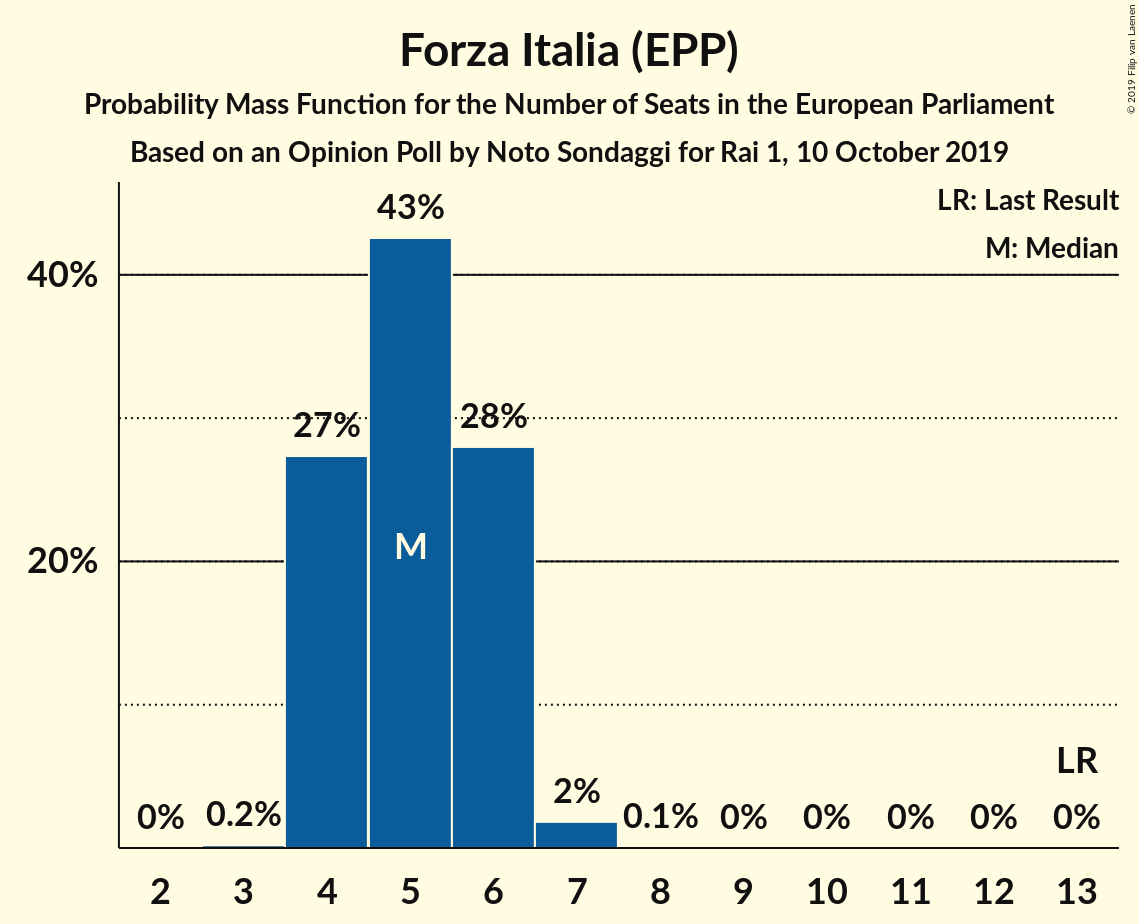 Forza Italia (EPP)
Probability Mass Function for the Number of Seats in the European Parliament
Based on an Opinion Poll by Noto Sondaggi for Rai 1, 10 October 2019
© 2019 Filip van Laenen
LR: Last Result
M: Median
43%
40%
27%
28%
M
20%
LR
0%
0.2%
2%
0.1%
0%
0%
0%
0%
0%
2 3 4 5 6 7 8 9 10 11 12 13